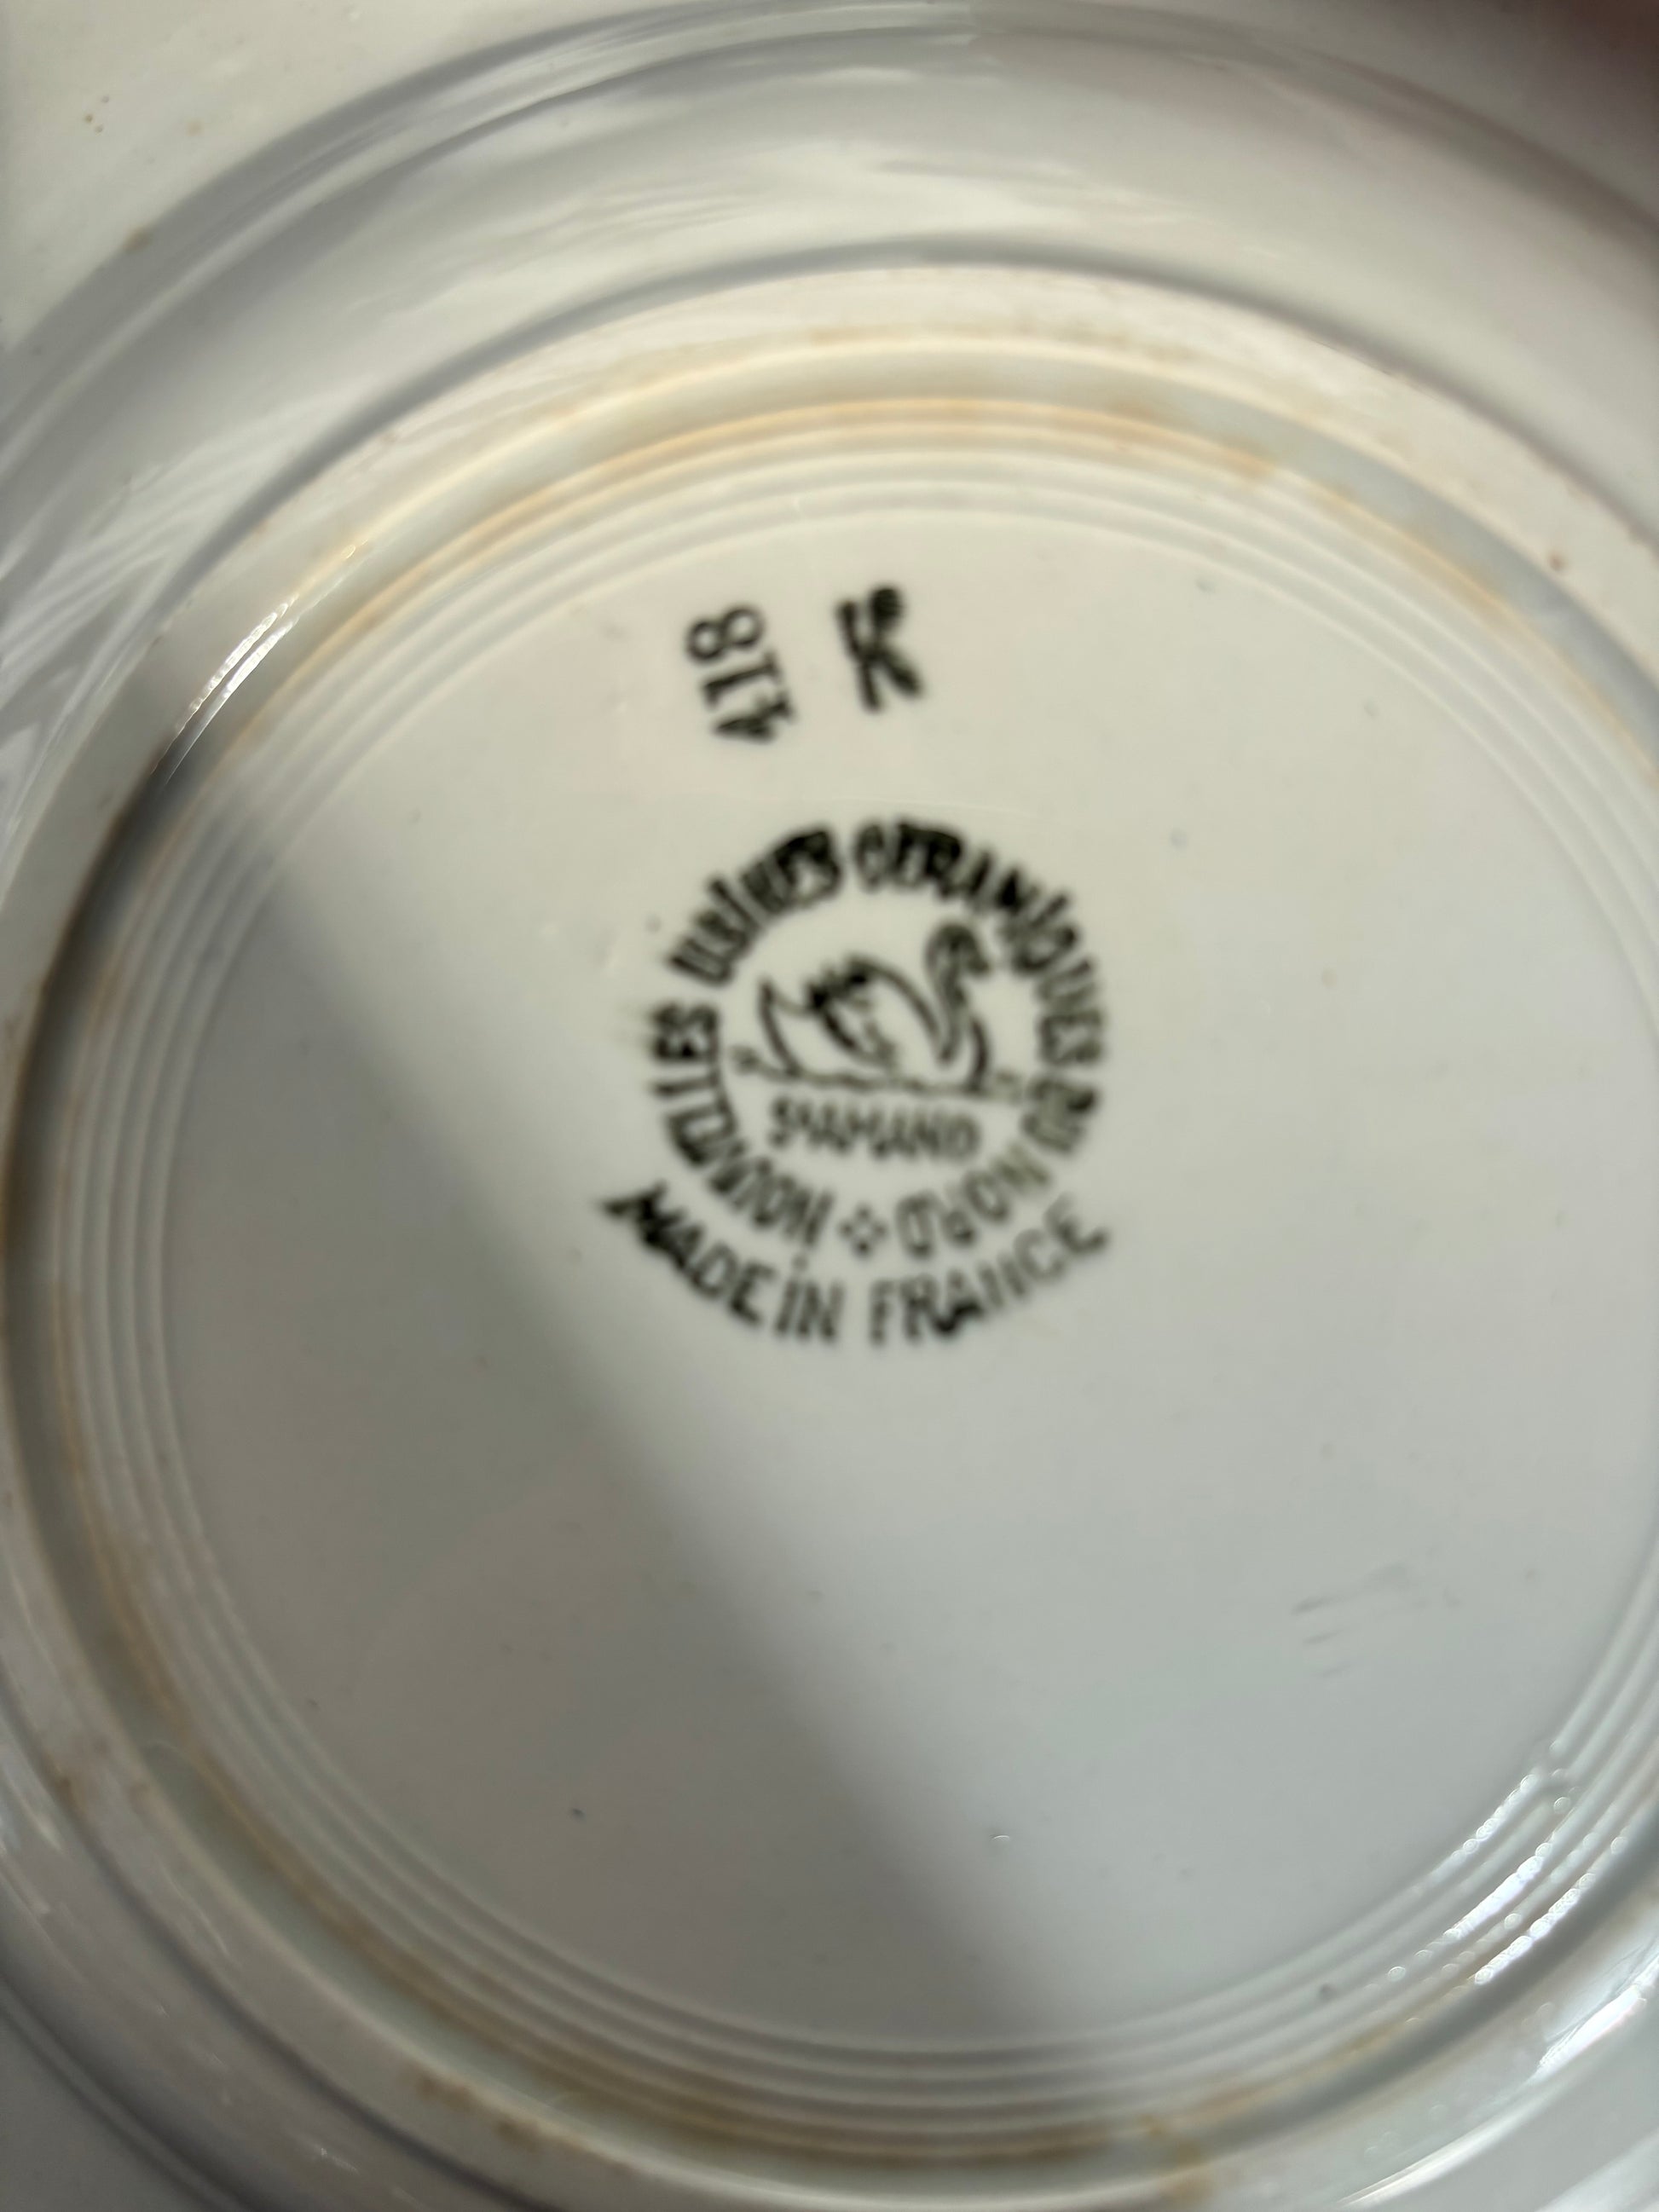 418
NOUVELLES USINES CERAMIQUES DU NORD
ST AMAND
MADE IN FRANCE